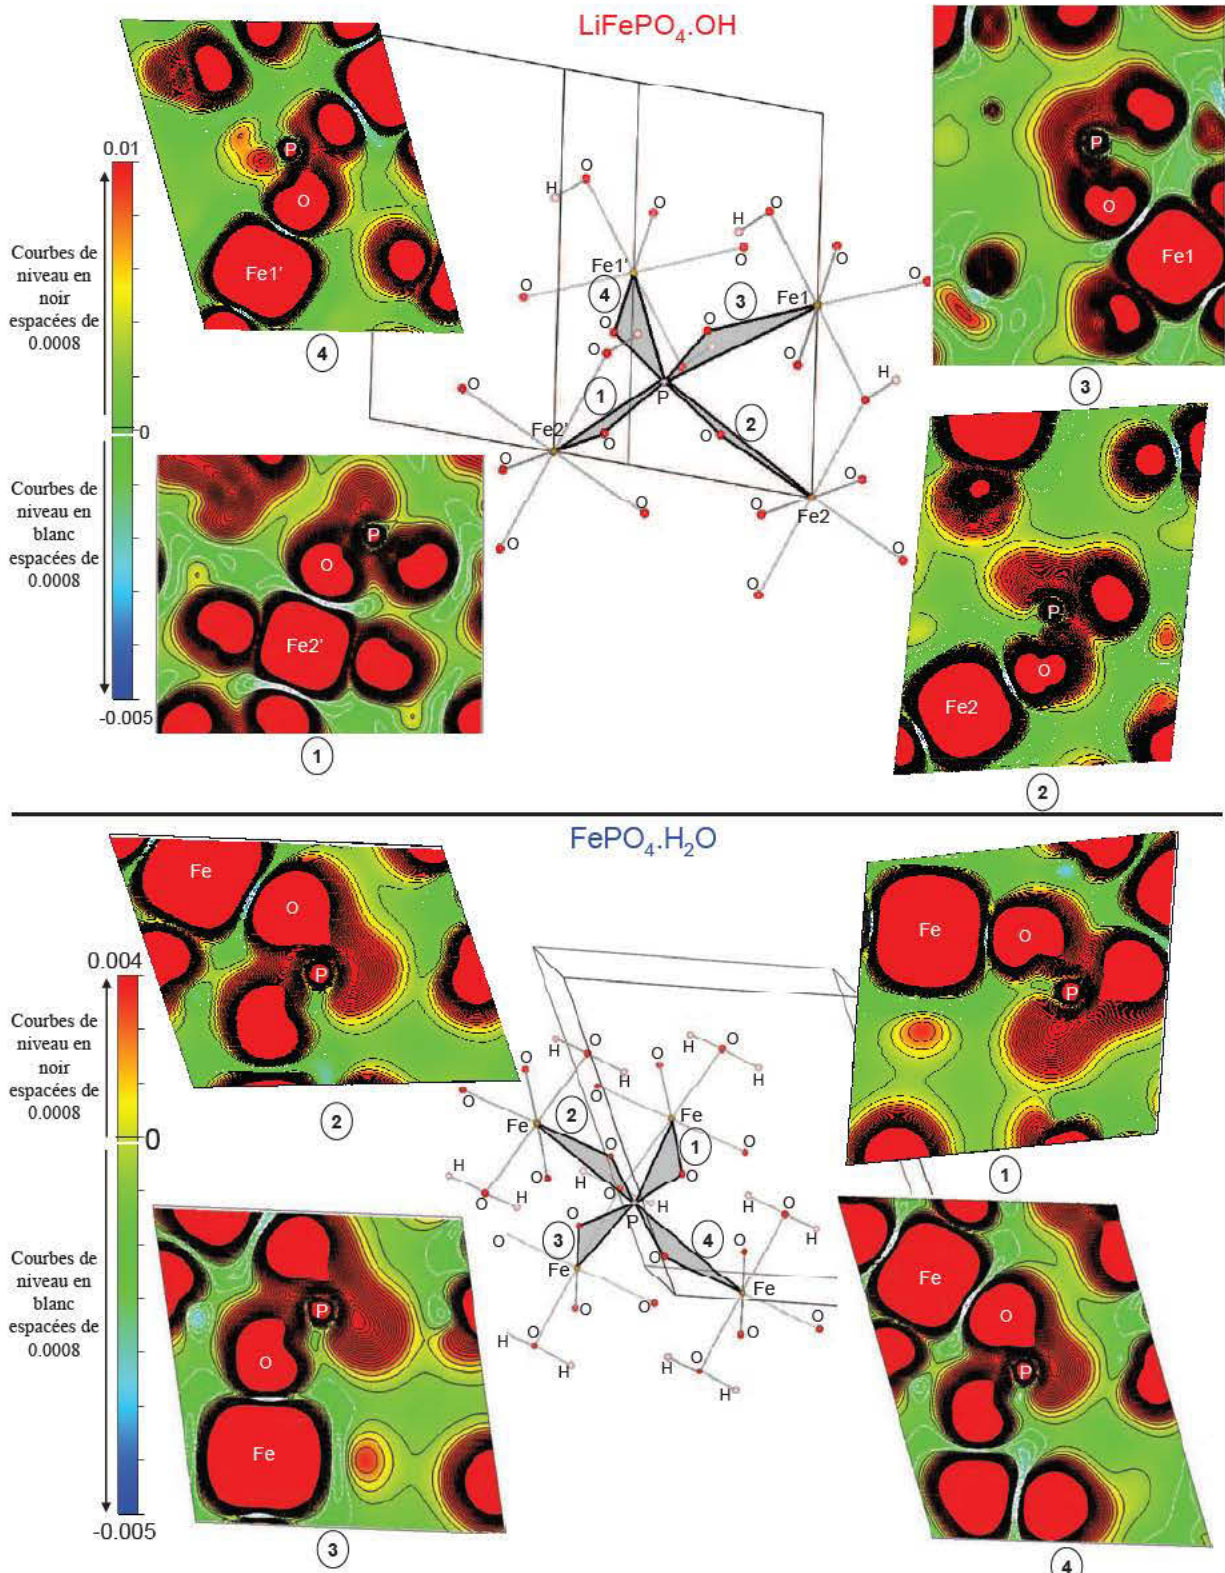 LiFePO₄.OH
0.01
Courbes de
niveau en
noir
espacées de
0.0008
0
Courbes de
niveau en
blanc
espacées de
0.0008
-0.005
P
O
Fe1'
4
P
O
Fe1
3
P
O
Fe2'
1
P
O
Fe2
2
H
O
O
H
O
Fe1'
O
O
O
4
3
O
Fe1
O
O
O
O
H
1
P
2
Fe2'
O
O
O
O
O
O
O
Fe2
O
O
FePO₄.H₂O
0.004
Courbes de
niveau en
noir
espacées de
0.0008
0
Courbes de
niveau en
blanc
espacées de
0.0008
-0.005
Fe
O
P
2
Fe
O
P
1
P
O
Fe
3
Fe
O
P
4
H
O
H
O
O
H
O
H
O
O
Fe
2
Fe
O
1
O
O
H
O
H
O
H
O
P
H
H
O
H
O
3
4
O
Fe
O
Fe
O
O
O
O
H
O
H
H
O
H